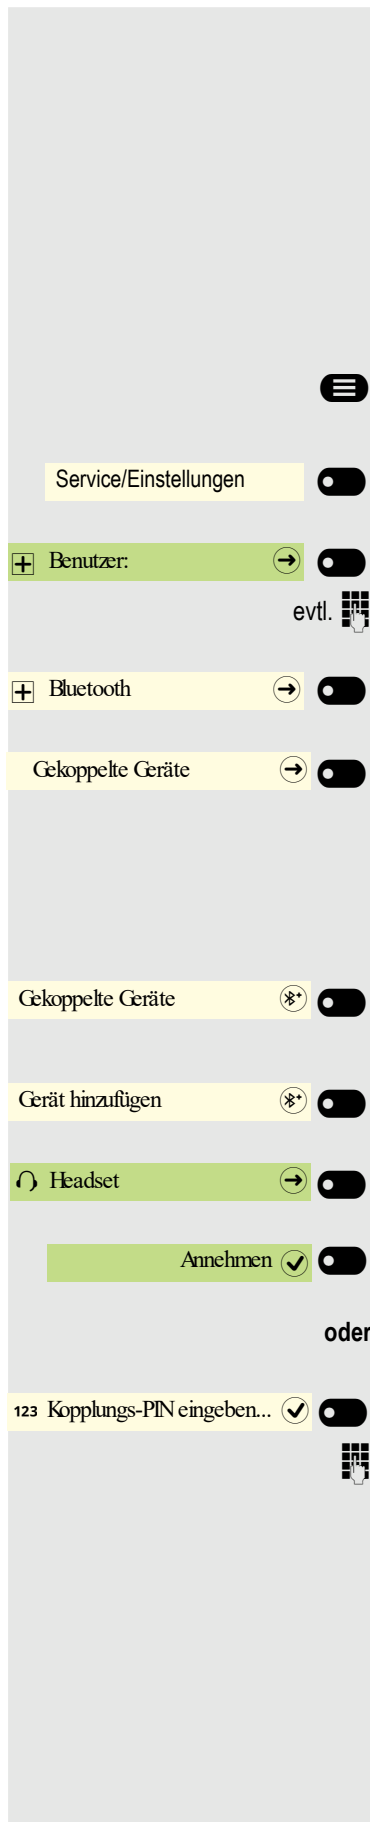 Service/Einstellungen
Benutzer:
evtl.
Bluetooth
Gekoppelte Geräte
Gekoppelte Geräte
Gerät hinzufügen
Headset
Annehmen
oder
123 Kopplungs-PIN eingeben...